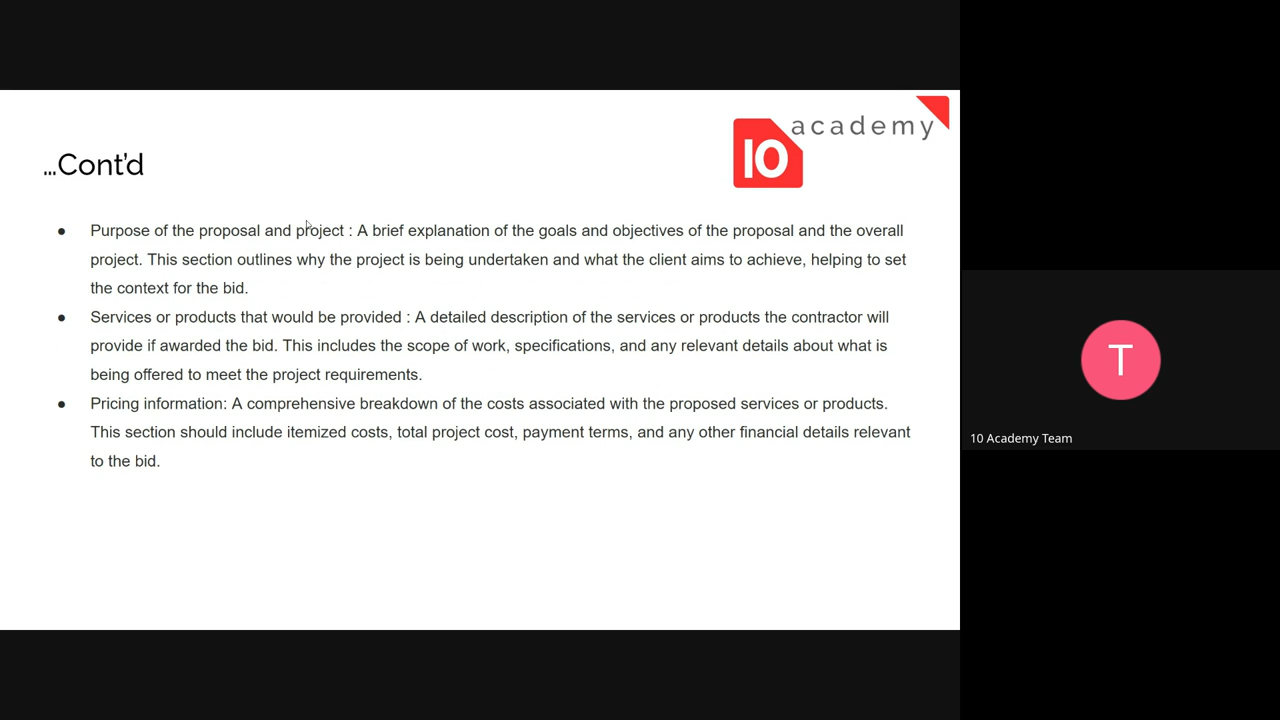 academy
10
...Cont'd
● Purpose of the proposal and project : A brief explanation of the goals and objectives of the proposal and the overall
project. This section outlines why the project is being undertaken and what the client aims to achieve, helping to set
the context for the bid.
● Services or products that would be provided : A detailed description of the services or products the contractor will
provide if awarded the bid. This includes the scope of work, specifications, and any relevant details about what is
being offered to meet the project requirements.
● Pricing information: A comprehensive breakdown of the costs associated with the proposed services or products.
This section should include itemized costs, total project cost, payment terms, and any other financial details relevant
to the bid.
T
10 Academy Team